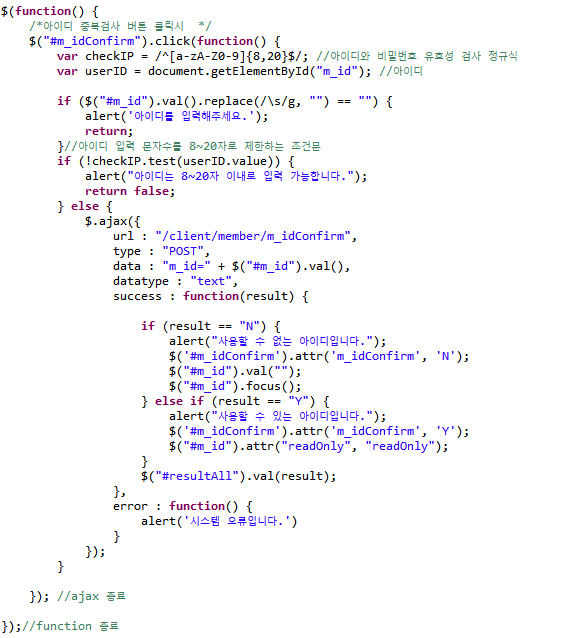 $(function() {
/*아이디 중복검사 버튼 클릭시  */
$("#m_idConfirm").click(function() {
var checkIP = /^[a-zA-Z0-9]{8,20}$/; //아이디와 비밀번호 유효성 검사 정규식
var userID = document.getElementById("m_id"); //아이디
if ($("#m_id").val().replace(/\s/g, "") == "") {
alert('아이디를 입력해주세요.');
return;
}//아이디 입력 문자수를 8~20자로 제한하는 조건문
if (!checkIP.test(userID.value)) {
alert("아이디는 8~20자 이내로 입력 가능합니다.");
return false;
} else {
$.ajax({
url : "/client/member/m_idConfirm",
type : "POST",
data : "m_id=" + $("#m_id").val(),
datatype : "text",
success : function(result) {
if (result == "N") {
alert("사용할 수 없는 아이디입니다.");
$('#m_idConfirm').attr('m_idConfirm', 'N');
$("#m_id").val("");
$("#m_id").focus();
} else if (result == "Y") {
alert("사용할 수 있는 아이디입니다.");
$('#m_idConfirm').attr('m_idConfirm', 'Y');
$("#m_id").attr("readOnly", "readOnly");
}
$("#resultAll").val(result);
},
error : function() {
alert('시스템 오류입니다.')
}
});
}
}); //ajax 종료
});//function 종료